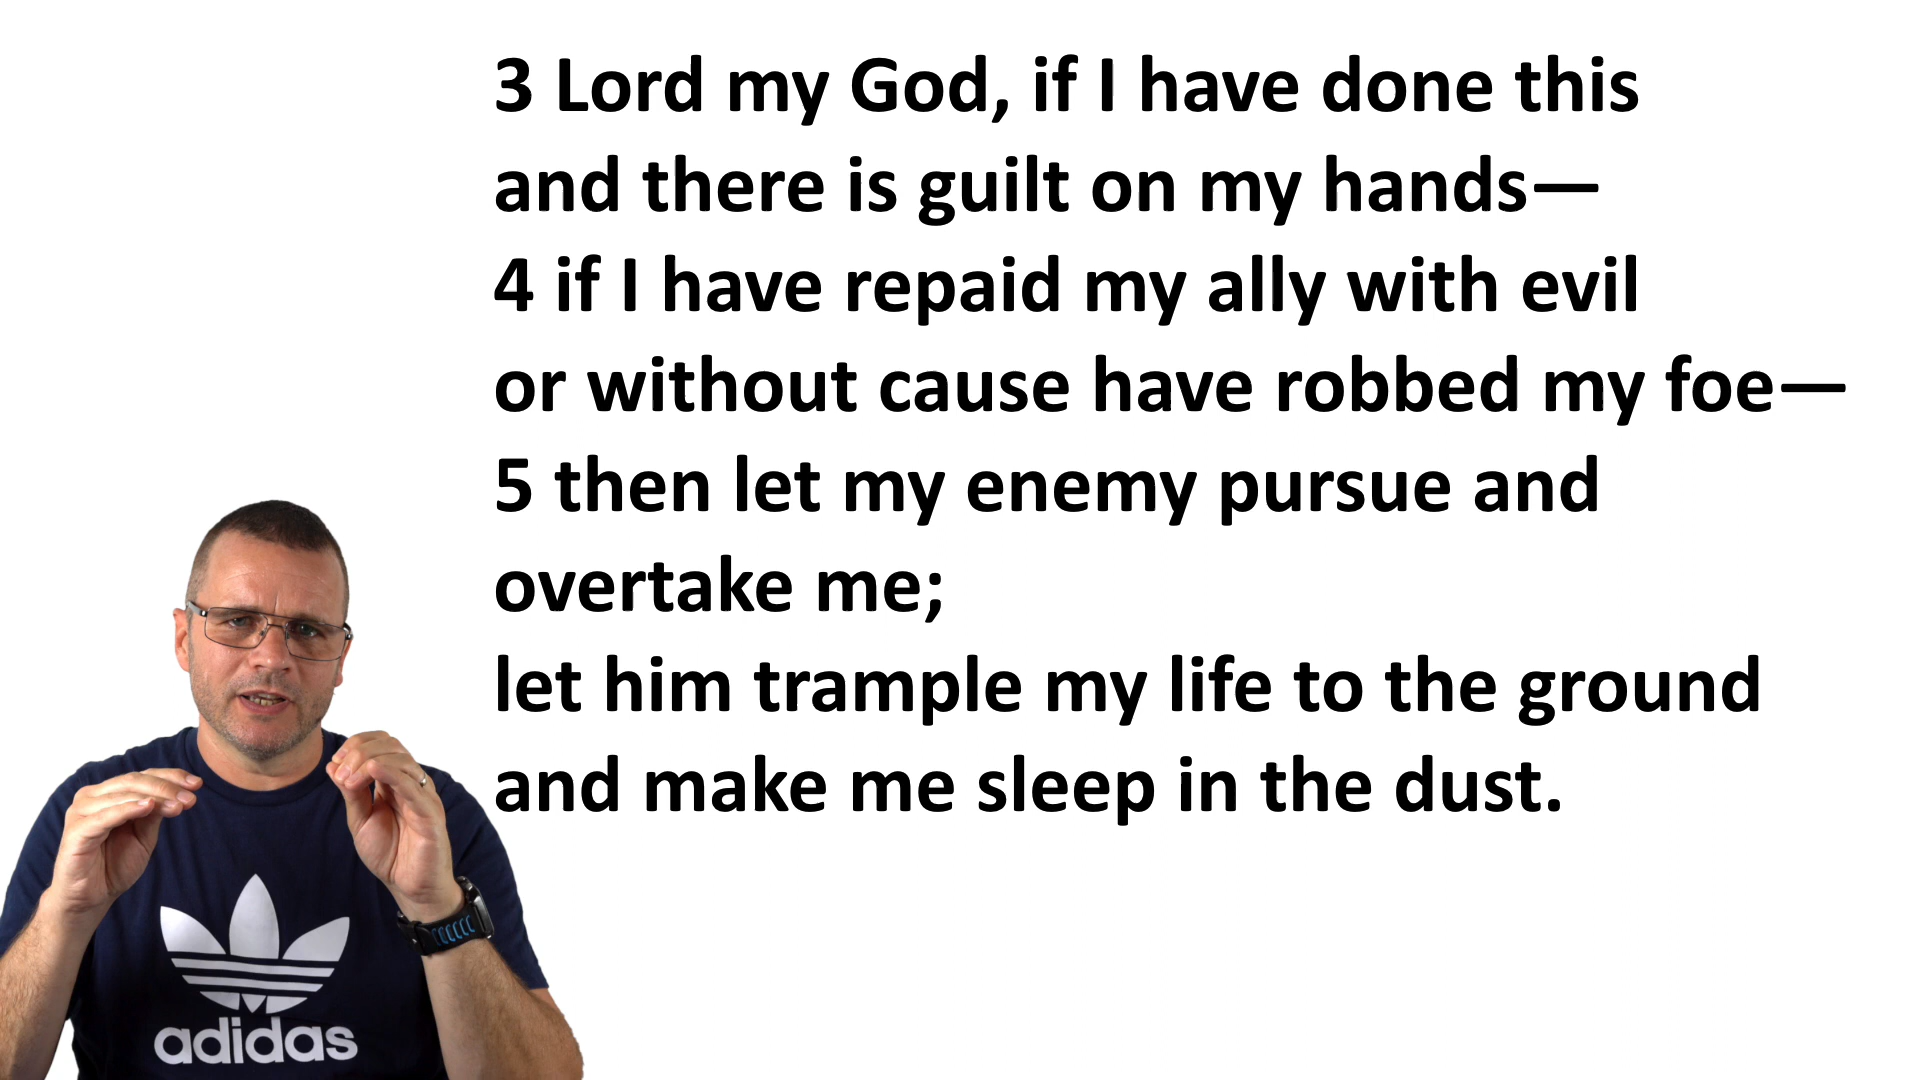 3 Lord my God, if I have done this
and there is guilt on my hands—
4 if I have repaid my ally with evil
or without cause have robbed my foe—
5 then let my enemy pursue and
overtake me;
let him trample my life to the ground
and make me sleep in the dust.
adidas